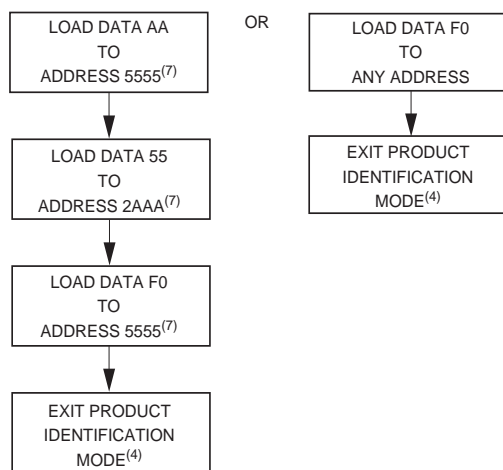 LOAD DATA AA
TO
ADDRESS 5555(7)
LOAD DATA 55
TO
ADDRESS 2AAA(7)
LOAD DATA F0
TO
ADDRESS 5555(7)
EXIT PRODUCT
IDENTIFICATION
MODE(4)
OR
LOAD DATA F0
TO
ANY ADDRESS
EXIT PRODUCT
IDENTIFICATION
MODE(4)